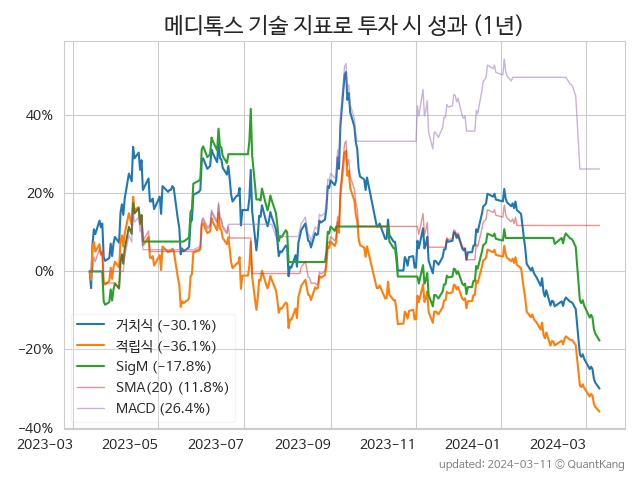 메디톡스 기술 지표로 투자 시 성과 (1년)
40%
20%
0%
−20%
−40%
거치식 (−30.1%)
적립식 (−36.1%)
SigM (−17.8%)
SMA(20) (11.8%)
MACD (26.4%)
2023−03
2023−05
2023−07
2023−09
2023−11
2024−01
2024−03
updated: 2024−03−11 © QuantKang